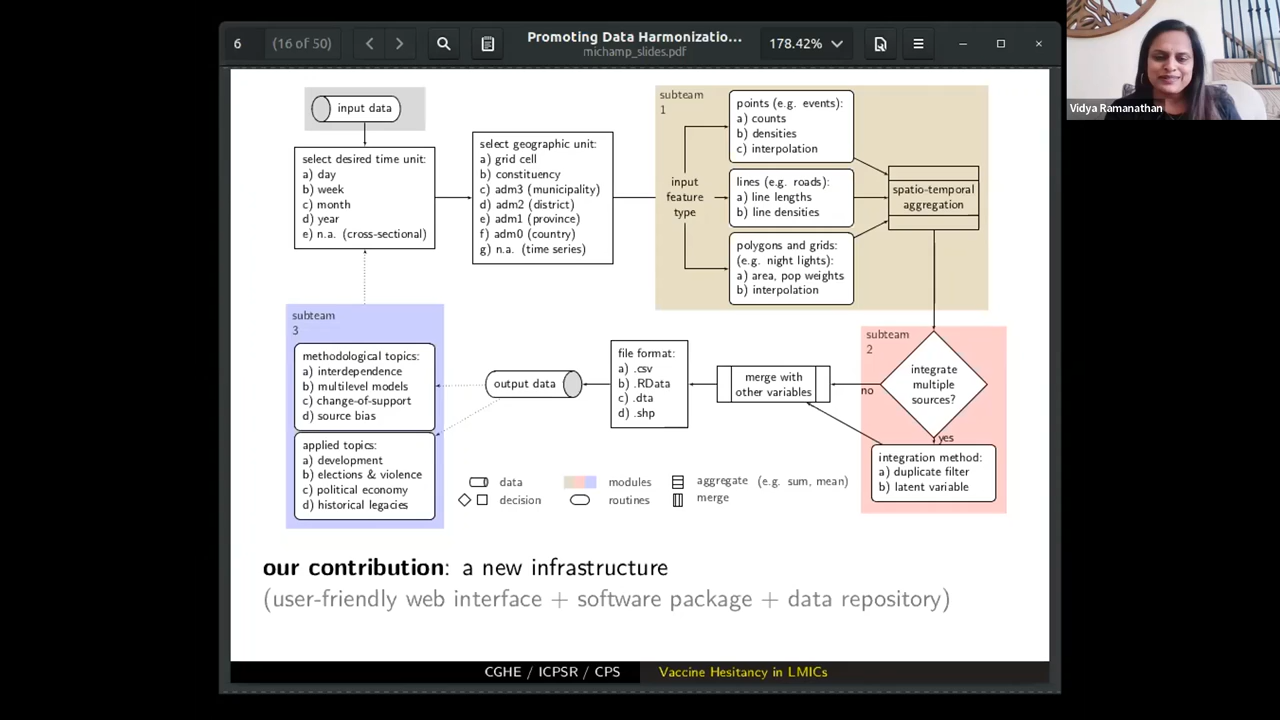 6
(16 of 50)
Promoting Data Harmonizatio...
michamp_slides.pdf
178.42%
Vidya Ramanathan
input data
select desired time unit:
a) day
b) week
c) month
d) year
e) n.a. (cross-sectional)
select geographic unit:
a) grid cell
b) constituency
c) adm3 (municipality)
d) adm2 (district)
e) adm1 (province)
f) adm0 (country)
g) n.a. (time series)
subteam
1
input
feature
type
points (e.g. events):
a) counts
b) densities
c) interpolation
lines (e.g. roads):
a) line lengths
b) line densities
polygons and grids:
(e.g. night lights):
a) area, pop weights
b) interpolation
spatio-temporal
aggregation
subteam
2
integrate
multiple
sources?
no
yes
integration method:
a) duplicate filter
b) latent variable
merge with
other variables
file format:
a) .csv
b) .RData
c) .dta
d) .shp
output data
subteam
3
methodological topics:
a) interdependence
b) multilevel models
c) change-of-support
d) source bias
applied topics:
a) development
b) elections & violence
c) political economy
d) historical legacies
data
modules
aggregate (e.g. sum, mean)
decision
routines
merge
our contribution: a new infrastructure
(user-friendly web interface + software package + data repository)
CGHE / ICPSR / CPS
Vaccine Hesitancy in LMICs